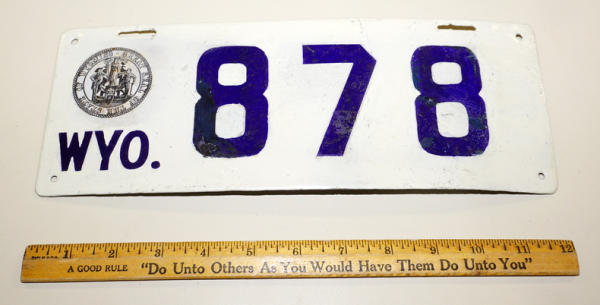 878
WYO.
1 2 3 4 5 6 7 8 9 10 11 12
A GOOD RULE "Do Unto Others As You Would Have Them Do Unto You"